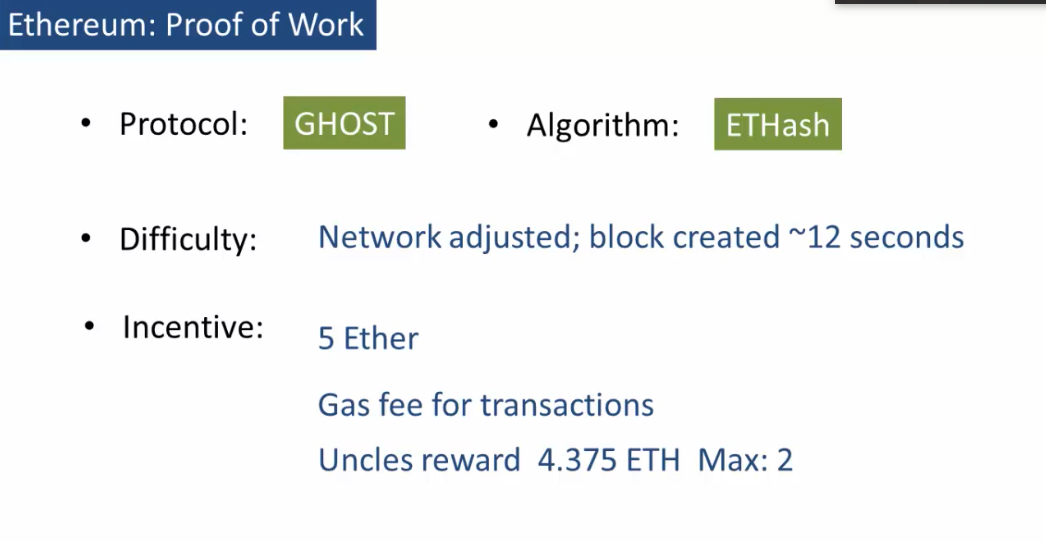 Ethereum: Proof of Work
• Protocol: GHOST • Algorithm: ETHash
• Difficulty: Network adjusted; block created ~12 seconds
• Incentive: 5 Ether
Gas fee for transactions
Uncles reward 4.375 ETH Max: 2